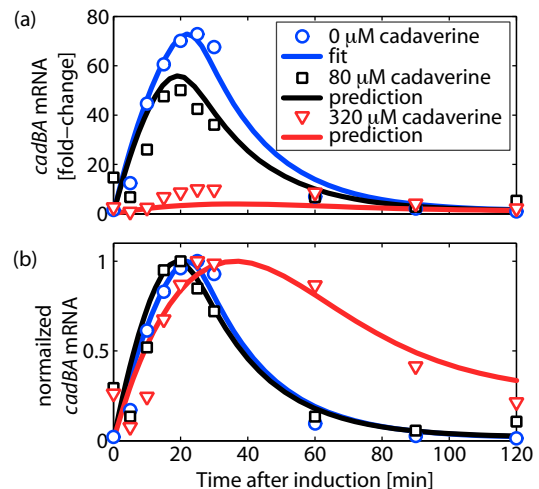 (a)
cadBA mRNA
[fold−change]
80
60
40
20
0
0 μM cadaverine
fit
80 μM cadaverine
prediction
320 μM cadaverine
prediction
(b)
normailzed
cadBA mRNA
1
0.5
0
0 20 40 60 80 100 120
Time after induction [min]